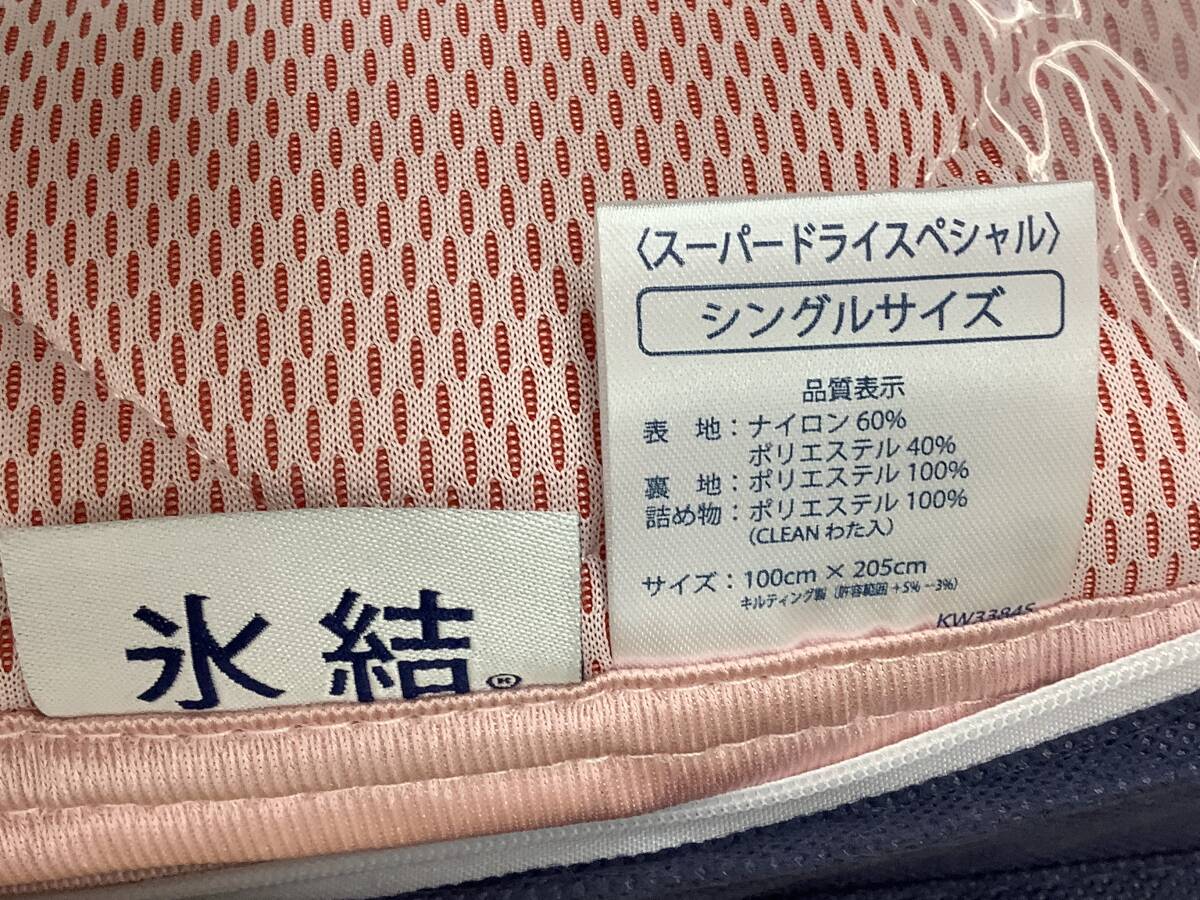 〈スーパードライスペシャル〉
シングルサイズ
品質表示
表 地：ナイロン 60%
ポリエステル 40%
裏 地：ポリエステル 100%
詰め物：ポリエステル 100%
(CLEAN わた入)
サイズ：100cm × 205cm
キルティング製（許容範囲 +5% −3%）
KW3384S
氷結®